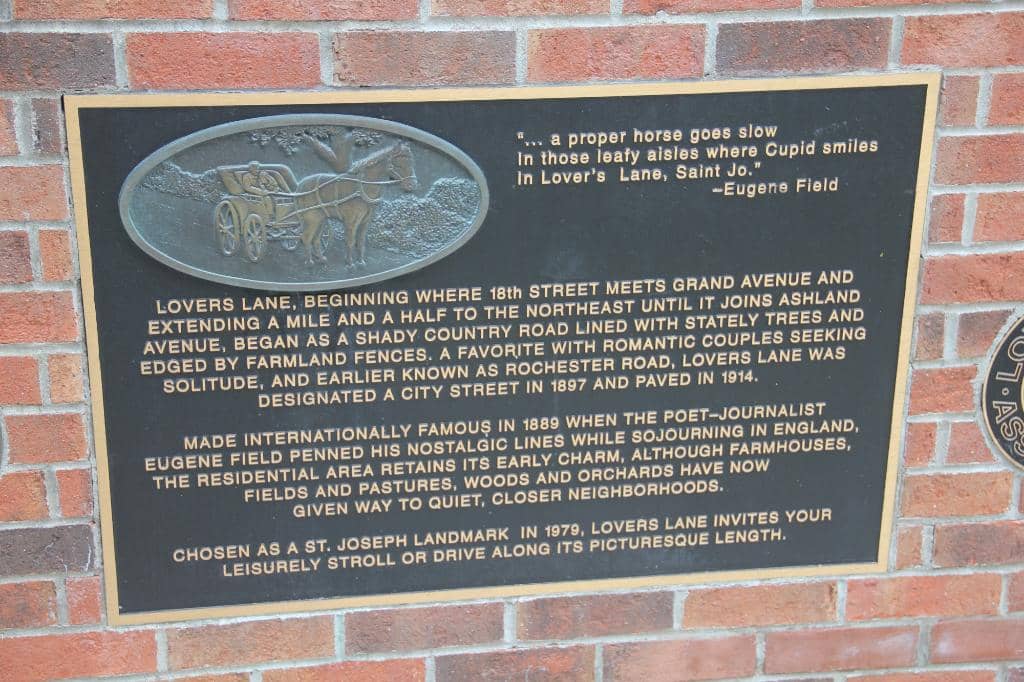 "... a proper horse goes slow
In those leafy aisles where Cupid smiles
In Lover's Lane, Saint Jo."
–Eugene Field
LOVERS LANE, BEGINNING WHERE 18th STREET MEETS GRAND AVENUE AND
EXTENDING A MILE AND A HALF TO THE NORTHEAST UNTIL IT JOINS ASHLAND
AVENUE, BEGAN AS A SHADY COUNTRY ROAD LINED WITH STATELY TREES AND
EDGED BY FARMLAND FENCES. A FAVORITE WITH ROMANTIC COUPLES SEEKING
SOLITUDE, AND EARLIER KNOWN AS ROCHESTER ROAD, LOVERS LANE WAS
DESIGNATED A CITY STREET IN 1897 AND PAVED IN 1914.
MADE INTERNATIONALLY FAMOUS IN 1889 WHEN THE POET–JOURNALIST
EUGENE FIELD PENNED HIS NOSTALGIC LINES WHILE SOJOURNING IN ENGLAND,
THE RESIDENTIAL AREA RETAINS ITS EARLY CHARM, ALTHOUGH FARMHOUSES,
FIELDS AND PASTURES, WOODS AND ORCHARDS HAVE NOW
GIVEN WAY TO QUIET, CLOSER NEIGHBORHOODS.
CHOSEN AS A ST. JOSEPH LANDMARK IN 1979, LOVERS LANE INVITES YOUR
LEISURELY STROLL OR DRIVE ALONG ITS PICTURESQUE LENGTH.